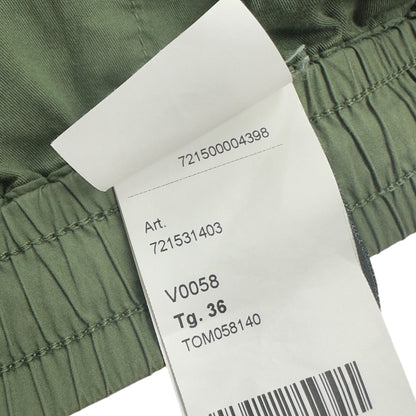 721500004398
Art.
721531403
V0058
Tg. 36
TOM058140